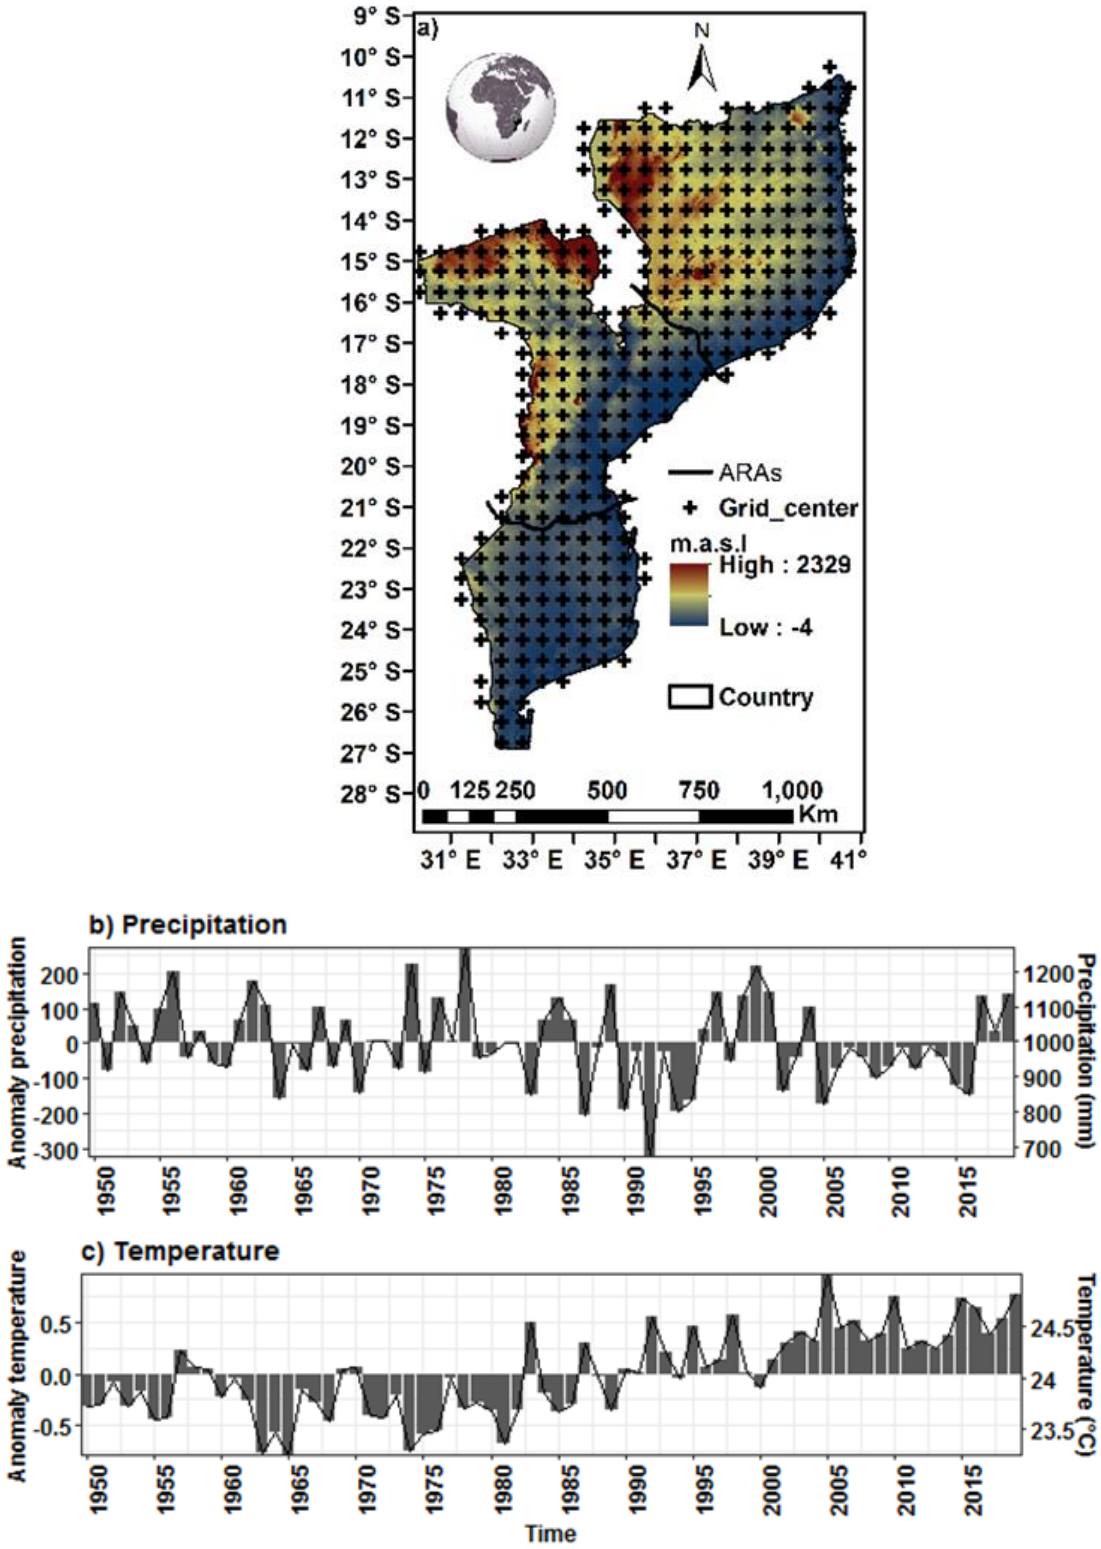 a)
N
9° S
10° S
11° S
12° S
13° S
14° S
15° S
16° S
17° S
18° S
19° S
20° S
21° S
22° S
23° S
24° S
25° S
26° S
27° S
28° S
ARAs
Grid_center
m.a.s.l
High : 2329
Low : -4
Country
0 125 250 500 750 1,000
Km
31° E 33° E 35° E 37° E 39° E 41°
b) Precipitation
Anomaly precipitation
200
100
0
-100
-200
-300
1200
1100
1000
900
800
700
Precipitation (mm)
1950 1955 1960 1965 1970 1975 1980 1985 1990 1995 2000 2005 2010 2015
c) Temperature
Anomaly temperature
0.5
0.0
-0.5
24.5
24
23.5
Temperature (°C)
1950 1955 1960 1965 1970 1975 1980 1985 1990 1995 2000 2005 2010 2015
Time